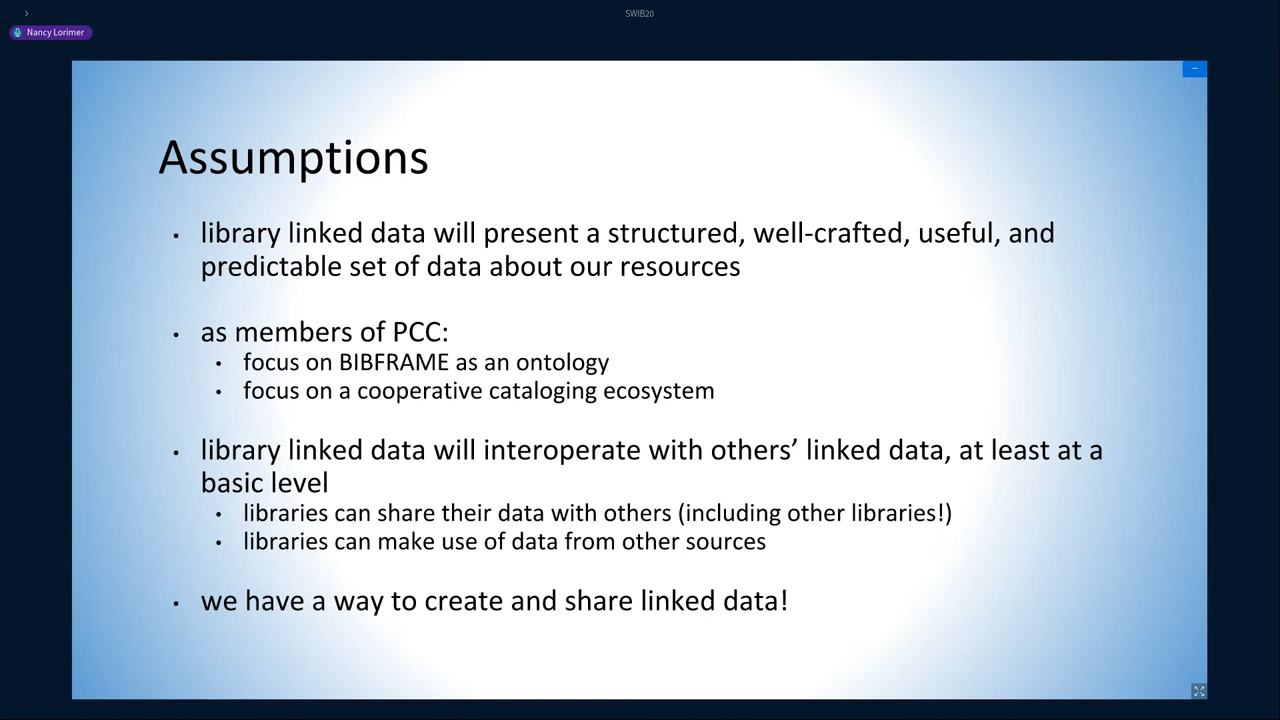 SWIB20
Nancy Lorimer
Assumptions
• library linked data will present a structured, well-crafted, useful, and
predictable set of data about our resources
• as members of PCC:
• focus on BIBFRAME as an ontology
• focus on a cooperative cataloging ecosystem
• library linked data will interoperate with others’ linked data, at least at a
basic level
• libraries can share their data with others (including other libraries!)
• libraries can make use of data from other sources
• we have a way to create and share linked data!